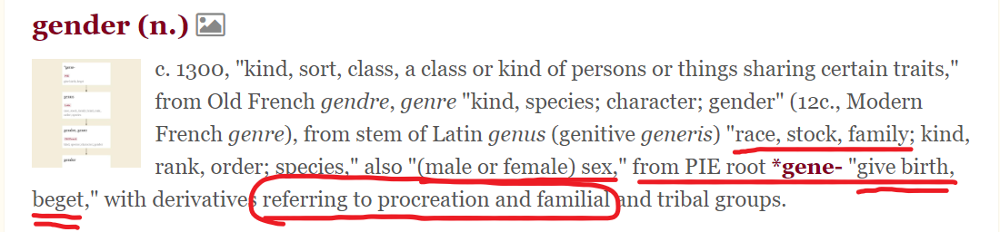 gender (n.)
c. 1300, "kind, sort, class, a class or kind of persons or things sharing certain traits,"
from Old French gendre, genre "kind, species; character; gender" (12c., Modern
French genre), from stem of Latin genus (genitive generis) "race, stock, family; kind,
rank, order; species," also "(male or female) sex," from PIE root *gene- "give birth,
beget," with derivatives referring to procreation and familial and tribal groups.